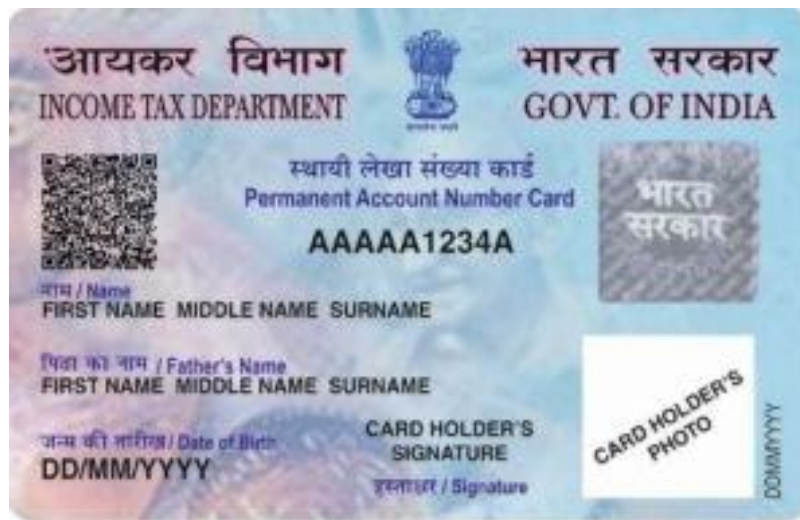 आयकर विभाग
INCOME TAX DEPARTMENT
भारत सरकार
GOVT. OF INDIA
स्थायी लेखा संख्या कार्ड
Permanent Account Number Card
AAAAA1234A
भारत
सरकार
नाम / Name
FIRST NAME MIDDLE NAME SURNAME
पिता का नाम / Father's Name
FIRST NAME MIDDLE NAME SURNAME
जन्म की तारीख / Date of Birth
DD/MM/YYYY
CARD HOLDER'S
SIGNATURE
हस्ताक्षर / Signature
CARD HOLDER'S
PHOTO
DDMMYYYY